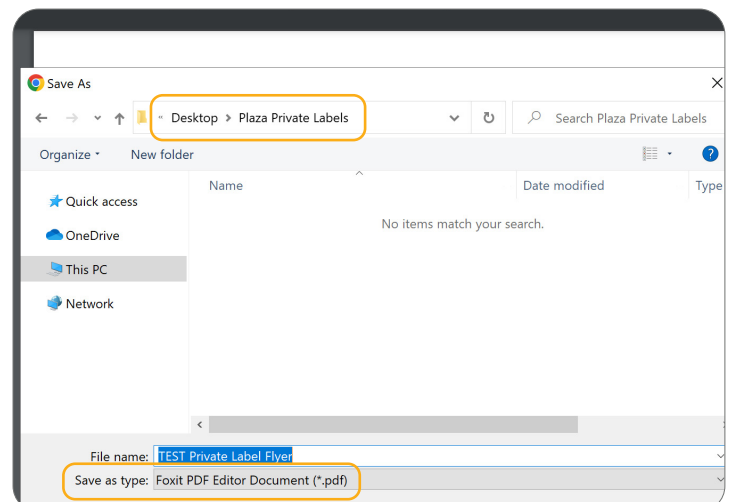 Save As
« Desktop > Plaza Private Labels
Search Plaza Private Labels
Organize
New folder
?
Name
Date modified
Type
No items match your search.
Quick access
OneDrive
This PC
Network
File name: TEST Private Label Flyer
Save as type: Foxit PDF Editor Document (*.pdf)